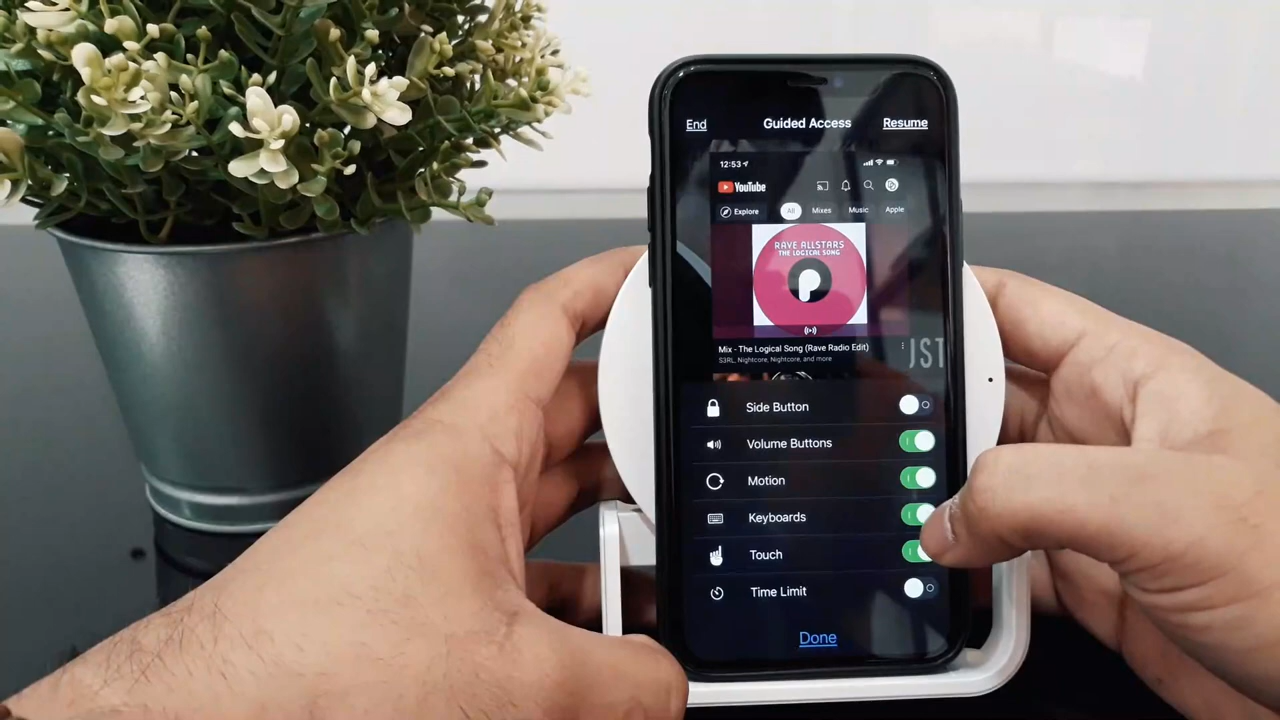 End Guided Access Resume
12:53
YouTube
Explore All Mixes Music Apple
RAVE ALLSTARS
THE LOGICAL SONG
Mix - The Logical Song (Rave Radio Edit)
S3RL, Nightcore, Nightcore, and more
UST
Side Button
Volume Buttons
Motion
Keyboards
Touch
Time Limit
Done